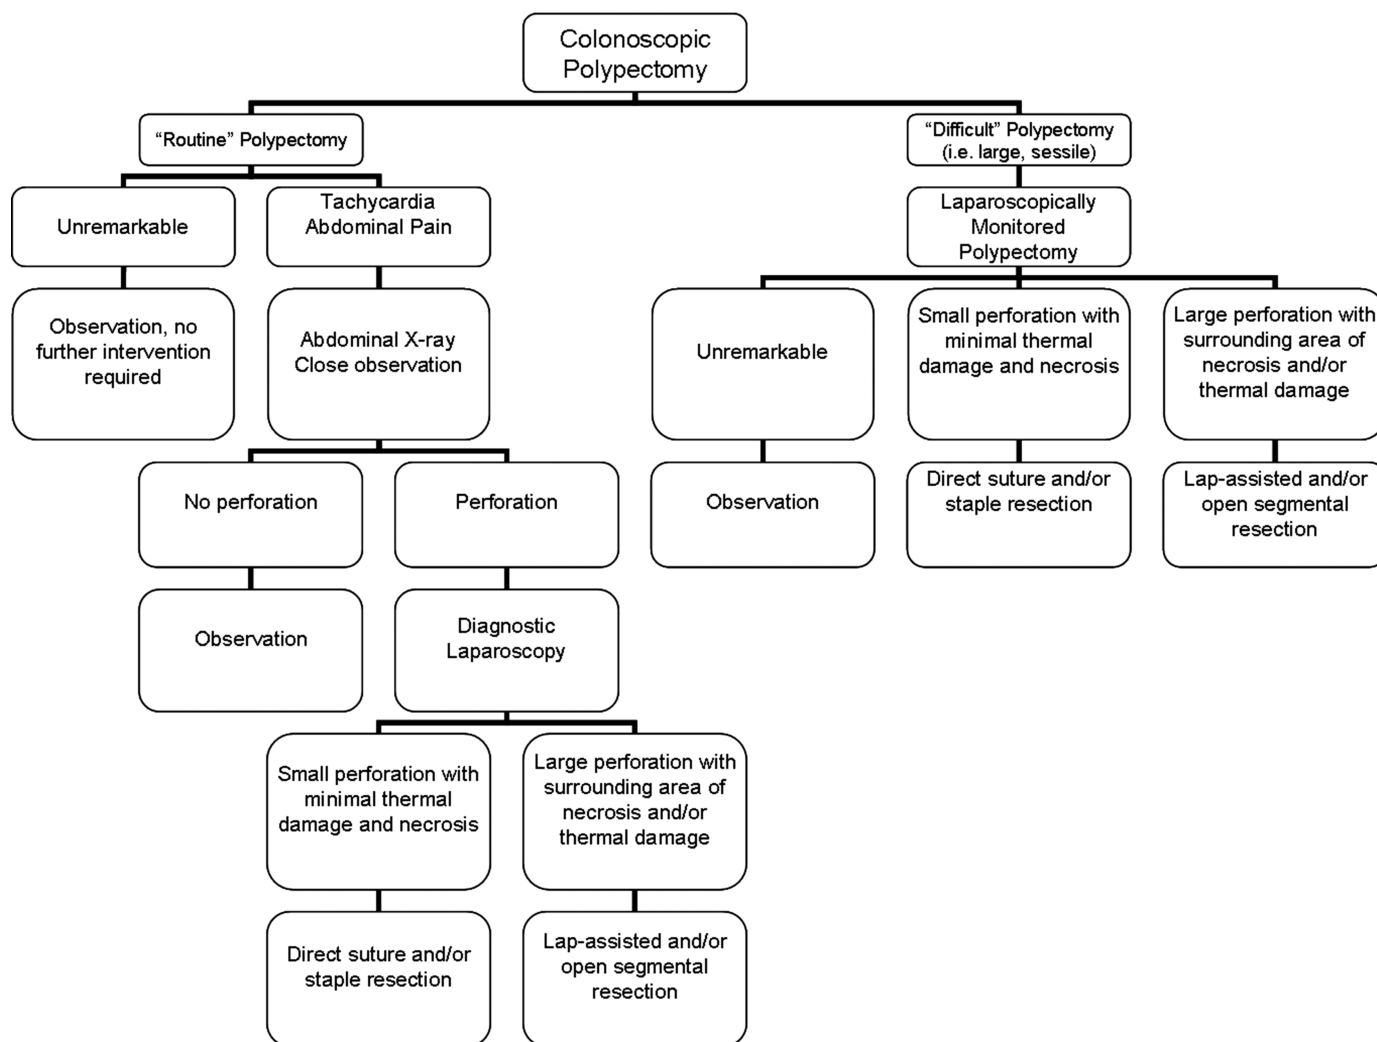 Colonoscopic
Polypectomy
“Routine” Polypectomy
“Difficult” Polypectomy
(i.e. large, sessile)
Unremarkable
Tachycardia
Abdominal Pain
Laparoscopically
Monitored
Polypectomy
Observation, no
further intervention
required
Abdominal X-ray
Close observation
Unremarkable
Small perforation with
minimal thermal
damage and necrosis
Large perforation with
surrounding area of
necrosis and/or
thermal damage
No perforation
Perforation
Observation
Direct suture and/or
staple resection
Lap-assisted and/or
open segmental
resection
Observation
Diagnostic
Laparoscopy
Small perforation with
minimal thermal
damage and necrosis
Large perforation with
surrounding area of
necrosis and/or
thermal damage
Direct suture and/or
staple resection
Lap-assisted and/or
open segmental
resection